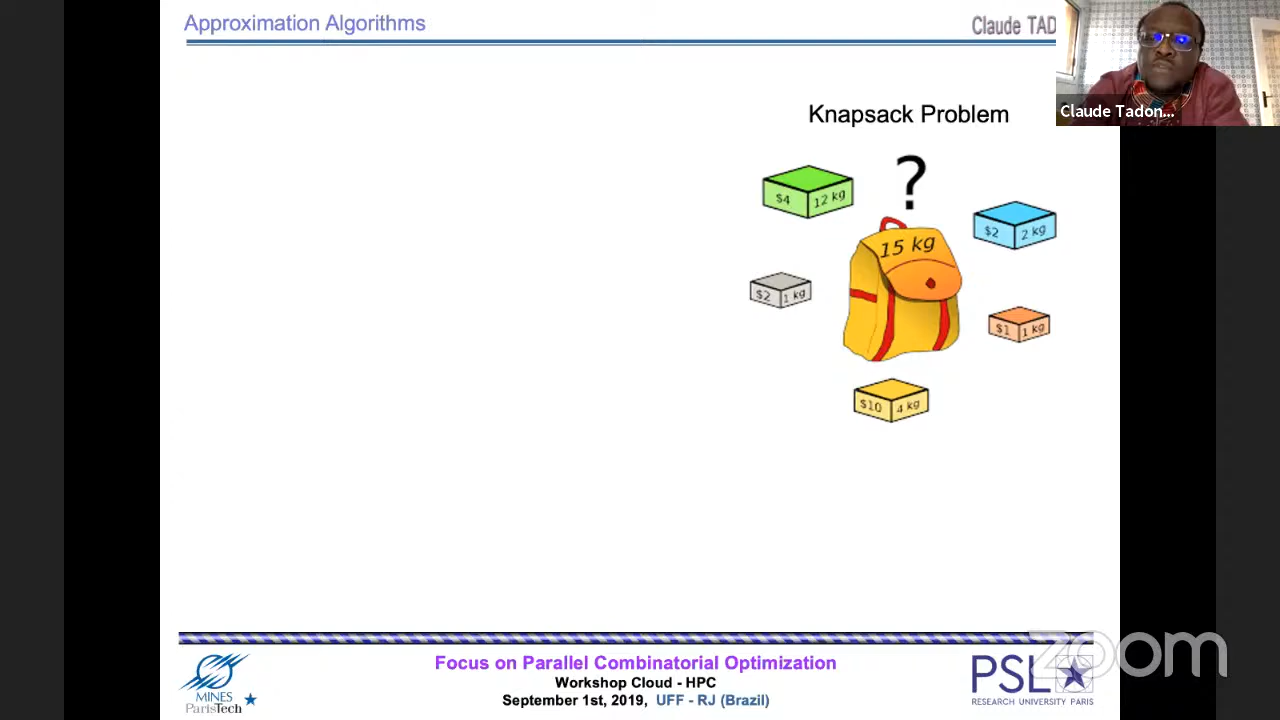 Approximation Algorithms
Claude TAD
Claude Tadon...
Knapsack Problem
?
$4 12 kg
15 kg
$2 2 kg
$2 1 kg
$1 1 kg
$10 4 kg
Focus on Parallel Combinatorial Optimization
Workshop Cloud - HPC
September 1st, 2019, UFF - RJ (Brazil)
MINES
ParisTech
PSL
RESEARCH UNIVERSITY PARIS
zoom